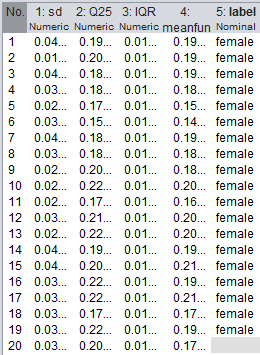 No. 1: sd 2: Q25 3: IQR 4: 5: label
Numeric Numeric Numeric meanfun Nominal
1 0.04... 0.19... 0.01... 0.19... female
2 0.01... 0.20... 0.01... 0.19... female
3 0.04... 0.18... 0.01... 0.19... female
4 0.03... 0.18... 0.01... 0.18... female
5 0.02... 0.17... 0.01... 0.15... female
6 0.03... 0.15... 0.01... 0.14... female
7 0.04... 0.18... 0.01... 0.19... female
8 0.03... 0.18... 0.01... 0.18... female
9 0.02... 0.20... 0.01... 0.18... female
10 0.02... 0.22... 0.01... 0.20... female
11 0.02... 0.17... 0.01... 0.16... female
12 0.03... 0.21... 0.01... 0.20... female
13 0.02... 0.22... 0.01... 0.20... female
14 0.04... 0.19... 0.01... 0.19... female
15 0.04... 0.20... 0.01... 0.21... female
16 0.03... 0.22... 0.01... 0.19... female
17 0.03... 0.22... 0.01... 0.21... female
18 0.03... 0.17... 0.01... 0.17... female
19 0.03... 0.22... 0.01... 0.19... female
20 0.03... 0.20... 0.01... 0.17...